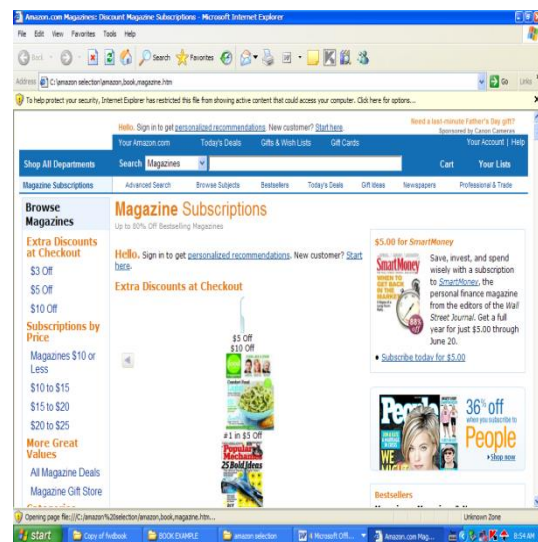 Amazon.com Magazines: Discount Magazine Subscriptions - Microsoft Internet Explorer
File Edit View Favorites Tools Help
Back Search Favorites
Address C:\amazon selection\amazon,book,magazine.htm Go Links
To help protect your security, Internet Explorer has restricted this file from showing active content that could access your computer. Click here for options...
Hello. Sign in to get personalized recommendations. New customer? Start here.
Need a last-minute Father's Day gift?
Sponsored by Canon Cameras
Your Amazon.com Today's Deals Gifts & Wish Lists Gift Cards Your Account | Help
Shop All Departments Search Magazines Cart Your Lists
Magazine Subscriptions Advanced Search Browse Subjects Bestsellers Today's Deals Gift Ideas Newspapers Professional & Trade
Browse
Magazines
Extra Discounts
at Checkout
$3 Off
$5 Off
$10 Off
Subscriptions by
Price
Magazines $10 or
Less
$10 to $15
$15 to $20
$20 to $25
More Great
Values
All Magazine Deals
Magazine Gift Store
Magazine Subscriptions
Up to 80% Off Bestselling Magazines
Hello. Sign in to get personalized recommendations. New customer? Start
here.
Extra Discounts at Checkout
$5 Off
$10 Off
#1 in $5 Off
Popular
Mechanics
25 Bold Ideas
$5.00 for SmartMoney
SmartMoney
WHEN TO
GET BACK
IN THE
MARKET
88%
Save, invest, and spend
wisely with a subscription
to SmartMoney, the
personal finance magazine
from the editors of the Wall
Street Journal. Get a full
year for just $5.00 through
June 20.
Subscribe today for $5.00
People
36% off
when you subscribe to
People
Shop now
Bestsellers
Opening page file:///C:/amazon%20selection/amazon,book,magazine.htm... Unknown Zone
start Copy of fwdbook BOOK EXAMPLE amazon selection 4 Microsoft Offi... Amazon.com Mag... 8:54 AM